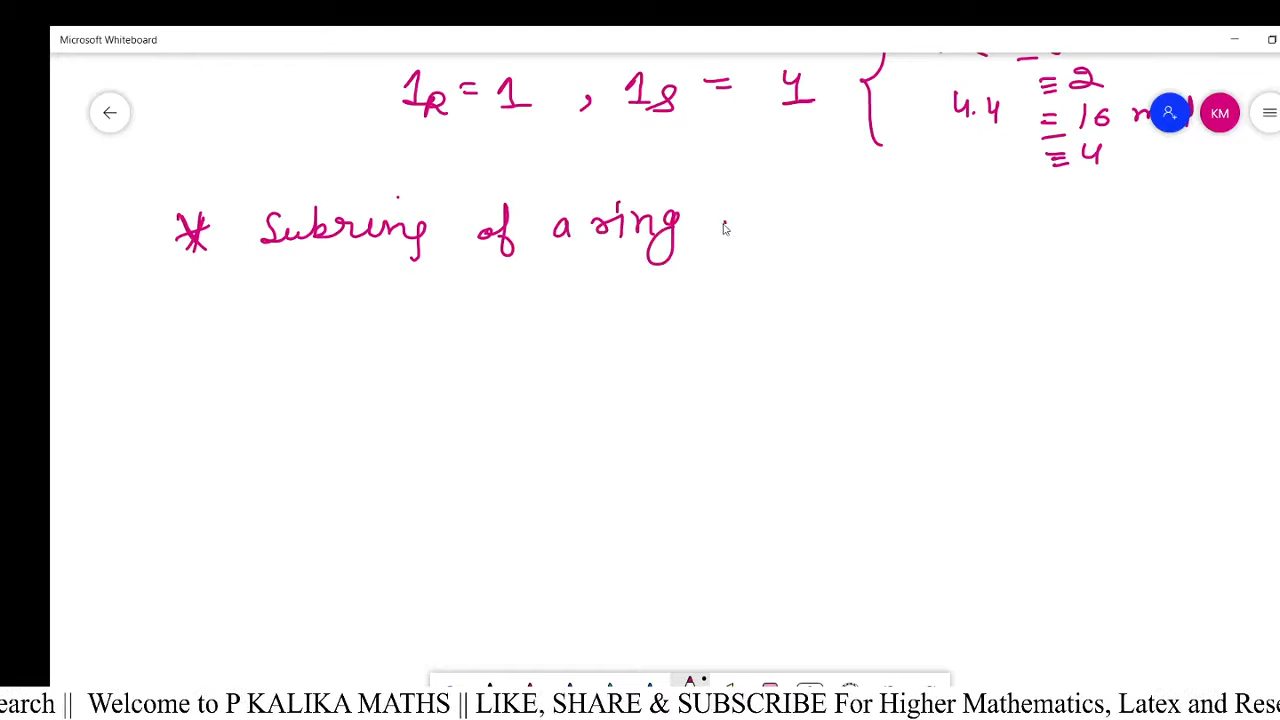 Microsoft Whiteboard
≡ 2
1R = 1 , 1S = 4 { 4.4 = 16
≡ 4
KM
* Subring of a ring
earch || Welcome to P KALIKA MATHS || LIKE, SHARE & SUBSCRIBE For Higher Mathematics, Latex and Rese